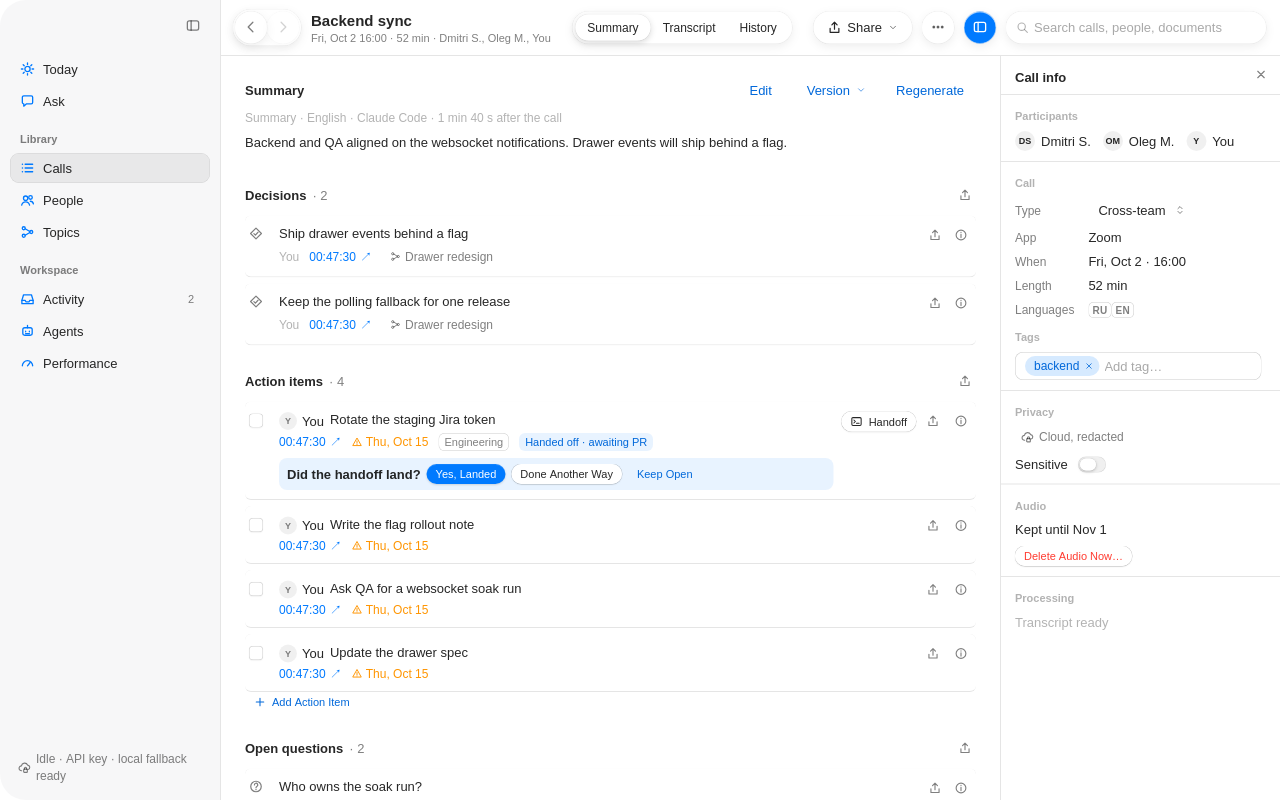 Today
Ask
Library
Calls
People
Topics
Workspace
Activity 2
Agents
Performance
Idle · API key · local fallback
ready
Backend sync
Fri, Oct 2 16:00 · 52 min · Dmitri S., Oleg M., You
Summary Transcript History
Share
Search calls, people, documents
Summary
Edit Version Regenerate
Summary · English · Claude Code · 1 min 40 s after the call
Backend and QA aligned on the websocket notifications. Drawer events will ship behind a flag.
Decisions · 2
Ship drawer events behind a flag
You 00:47:30 Drawer redesign
Keep the polling fallback for one release
You 00:47:30 Drawer redesign
Action items · 4
Y You Rotate the staging Jira token
Handoff
00:47:30 Thu, Oct 15 Engineering Handed off · awaiting PR
Did the handoff land? Yes, Landed Done Another Way Keep Open
Y You Write the flag rollout note
00:47:30 Thu, Oct 15
Y You Ask QA for a websocket soak run
00:47:30 Thu, Oct 15
Y You Update the drawer spec
00:47:30 Thu, Oct 15
Add Action Item
Open questions · 2
Who owns the soak run?
Call info
Participants
DS Dmitri S. OM Oleg M. Y You
Call
Type Cross-team
App Zoom
When Fri, Oct 2 · 16:00
Length 52 min
Languages RU EN
Tags
backend × Add tag…
Privacy
Cloud, redacted
Sensitive
Audio
Kept until Nov 1
Delete Audio Now…
Processing
Transcript ready